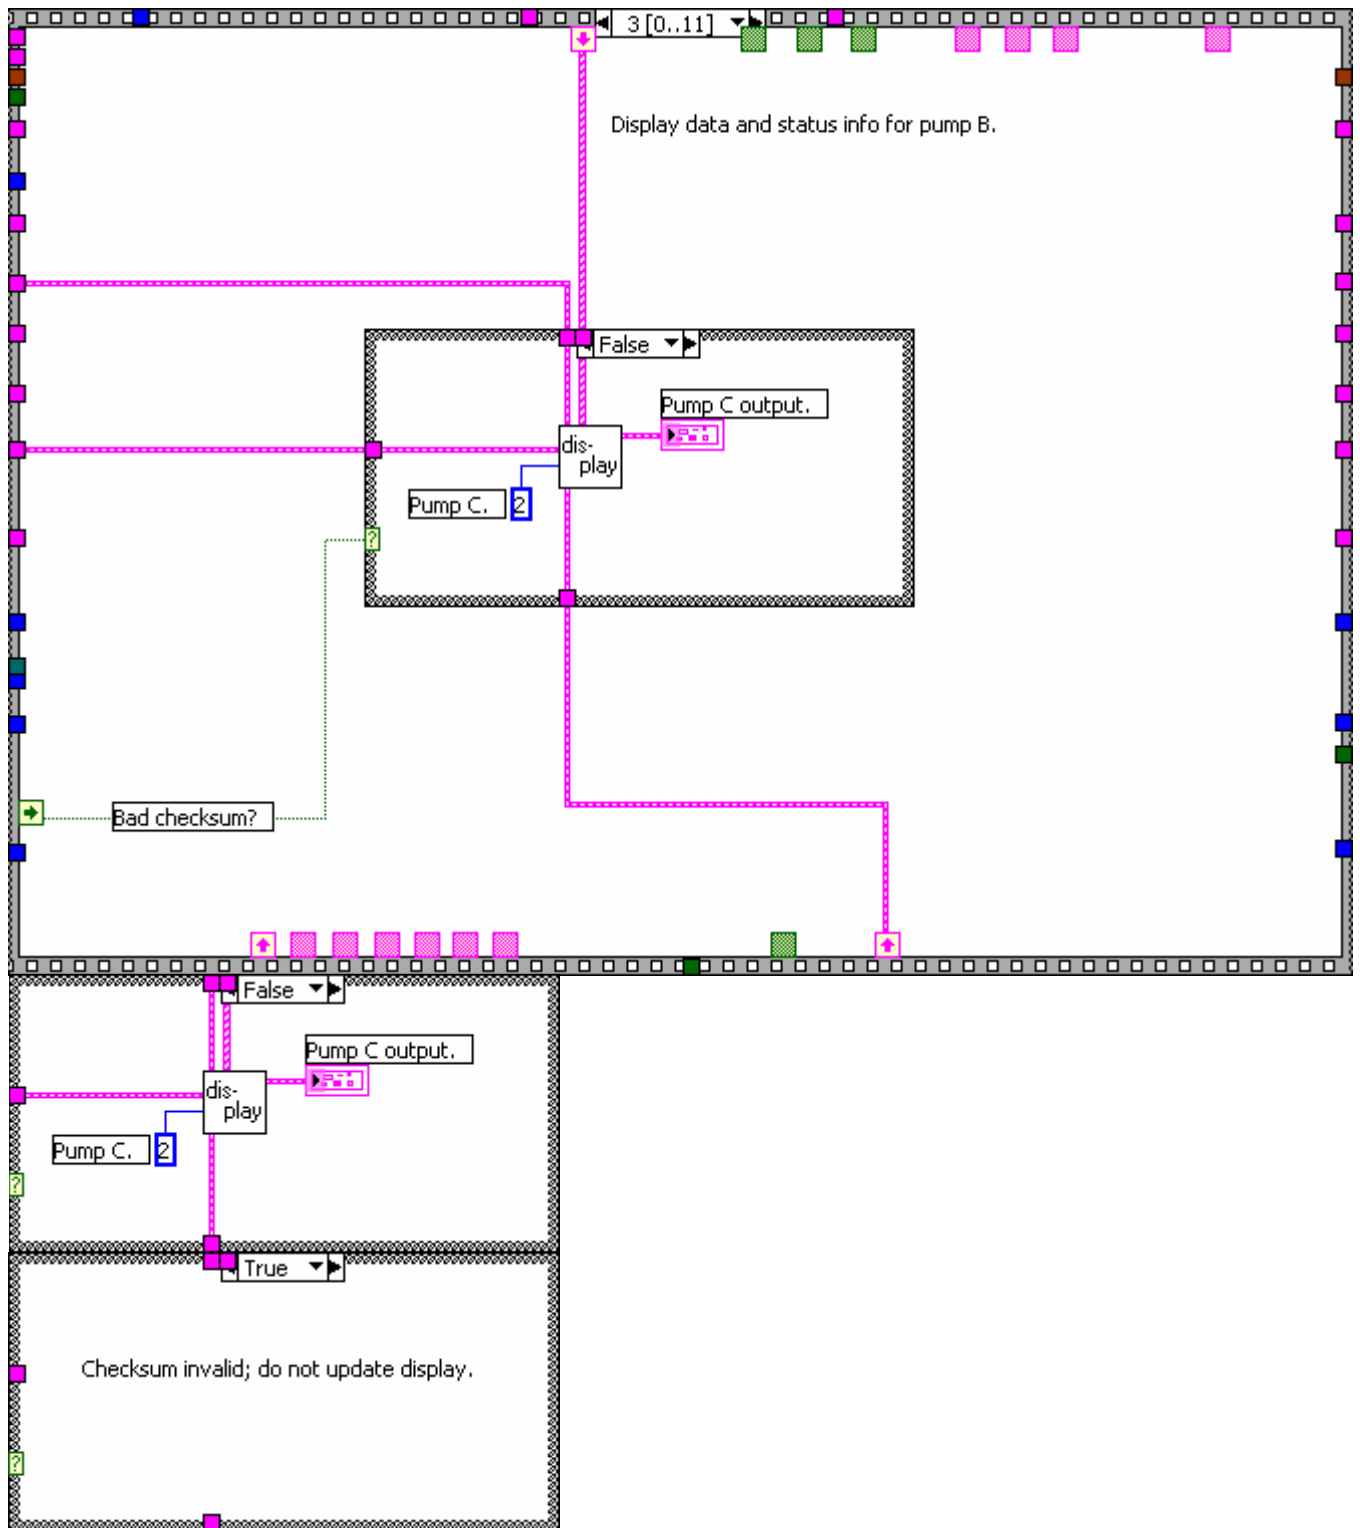 3 [0..11]
Display data and status info for pump B.
False
Pump C output.
dis-
play
Pump C.
2
?
Bad checksum?
False
Pump C output.
dis-
play
Pump C.
2
?
True
Checksum invalid; do not update display.
?